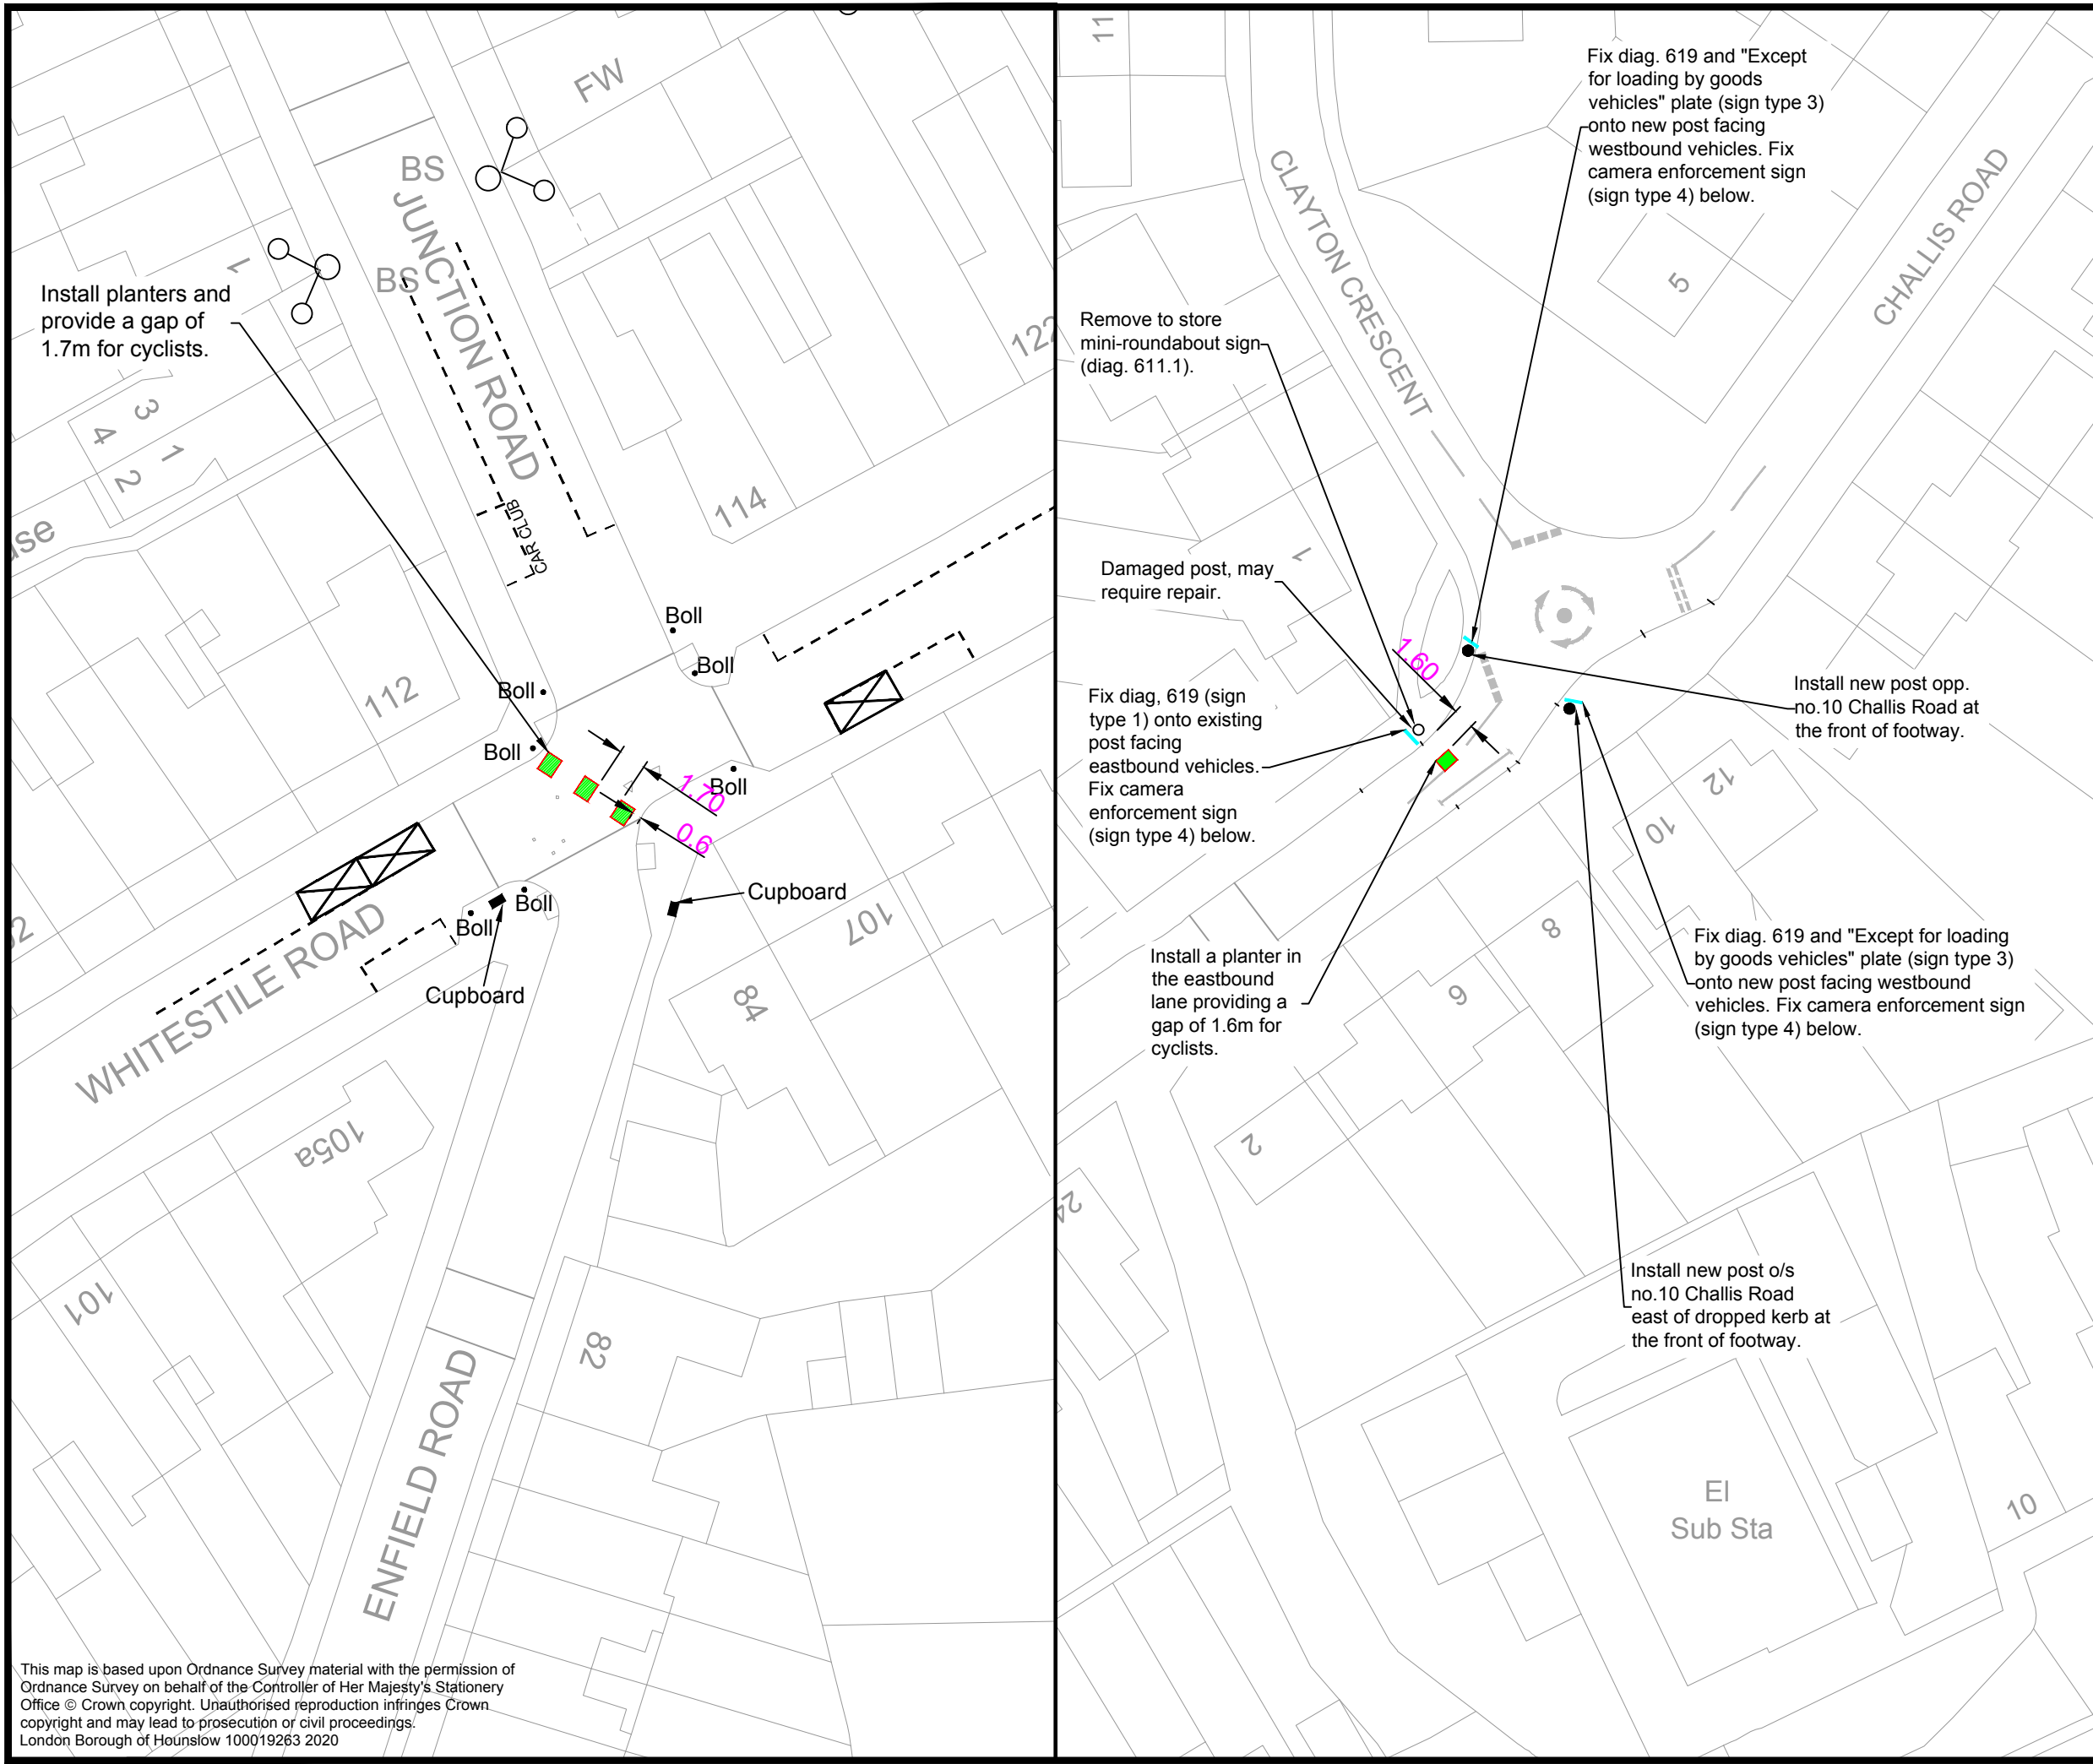 FW
BS
JUNCTION ROAD
BS
1
Install planters and
provide a gap of
1.7m for cyclists.
122
3
4
1
2
CAR CLUB
114
use
Boll
Boll
112
Boll
Boll
Boll
1.70
0.6
Cupboard
Boll
Boll
Cupboard
107
WHITESTILE ROAD
84
105a
101
82
ENFIELD ROAD
This map is based upon Ordnance Survey material with the permission of
Ordnance Survey on behalf of the Controller of Her Majesty's Stationery
Office © Crown copyright. Unauthorised reproduction infringes Crown
copyright and may lead to prosecution or civil proceedings.
London Borough of Hounslow 100019263 2020
11
Fix diag. 619 and "Except
for loading by goods
vehicles" plate (sign type 3)
onto new post facing
westbound vehicles. Fix
camera enforcement sign
(sign type 4) below.
CLAYTON CRESCENT
CHALLIS ROAD
5
Remove to store
mini-roundabout sign
(diag. 611.1).
1
Damaged post, may
require repair.
1.60
Fix diag, 619 (sign
type 1) onto existing
post facing
eastbound vehicles.
Fix camera
enforcement sign
(sign type 4) below.
Install new post opp.
no.10 Challis Road at
the front of footway.
12
10
8
6
2
Install a planter in
the eastbound
lane providing a
gap of 1.6m for
cyclists.
Fix diag. 619 and "Except for loading
by goods vehicles" plate (sign type 3)
onto new post facing westbound
vehicles. Fix camera enforcement sign
(sign type 4) below.
24
Install new post o/s
no.10 Challis Road
east of dropped kerb at
the front of footway.
El
Sub Sta
10